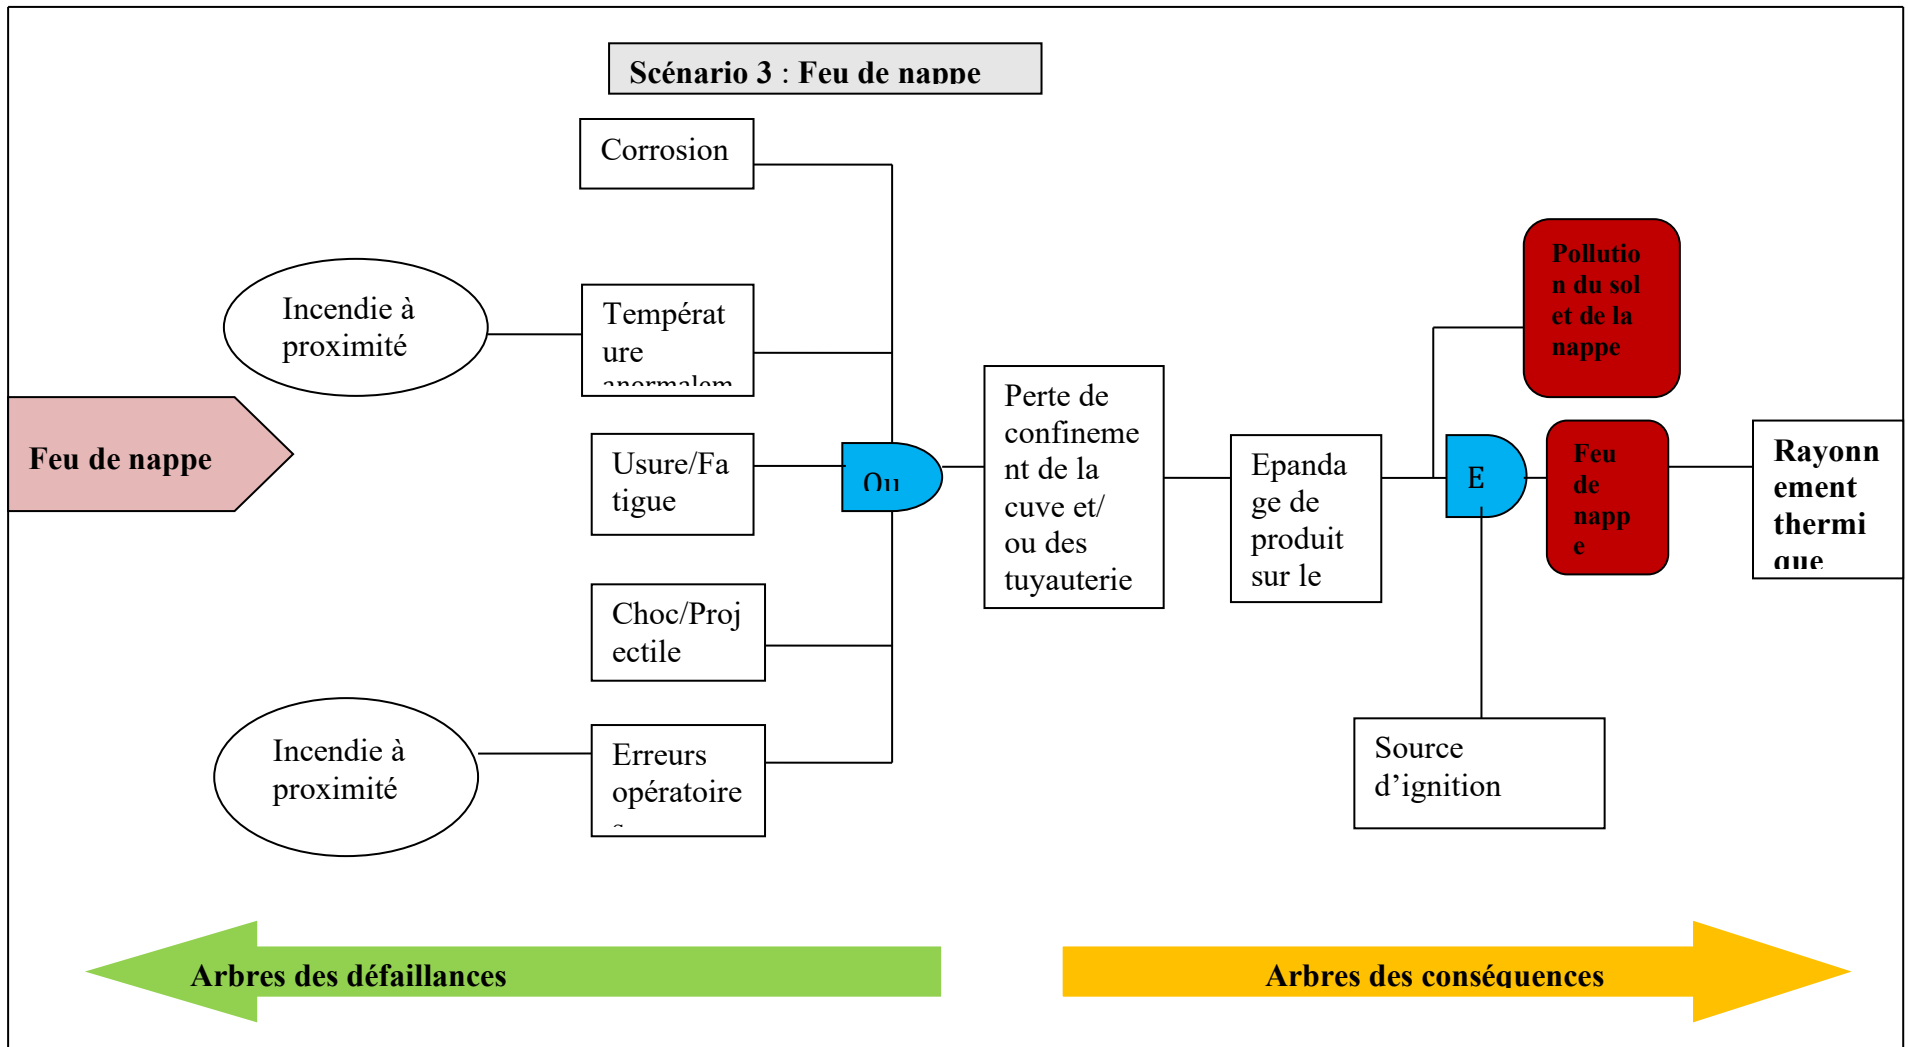 Scénario 3 : Feu de nappe
Corrosion
Incendie à
proximité
Températ
ure
anormalem
Feu de nappe
Usure/Fa
tigue
Ou
Choc/Proj
ectile
Incendie à
proximité
Erreurs
opératoire
s
Perte de
confineme
nt de la
cuve et/
ou des
tuyauterie
Epanda
ge de
produit
sur le
E
Pollutio
n du sol
et de la
nappe
Feu
de
napp
e
Rayonn
ement
thermi
que
Source
d’ignition
Arbres des défaillances
Arbres des conséquences